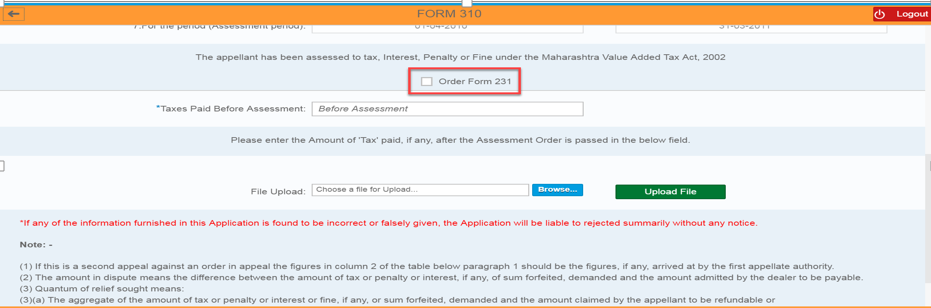 FORM 310
Logout
7.For the period (Assessment period): 01-04-2010 31-03-2011
The appellant has been assessed to tax, Interest, Penalty or Fine under the Maharashtra Value Added Tax Act, 2002
Order Form 231
*Taxes Paid Before Assessment: Before Assessment
Please enter the Amount of 'Tax' paid, if any, after the Assessment Order is passed in the below field.
File Upload: Choose a file for Upload... Browse... Upload File
*If any of the information furnished in this Application is found to be incorrect or falsely given, the Application will be liable to rejected summarily without any notice.
Note: -
(1) If this is a second appeal against an order in appeal the figures in column 2 of the table below paragraph 1 should be the figures, if any, arrived at by the first appellate authority.
(2) The amount in dispute means the difference between the amount of tax or penalty or interest, if any, of sum forfeited, demanded and the amount admitted by the dealer to be payable.
(3) Quantum of relief sought means:
(3)(a) The aggregate of the amount of tax or penalty or interest or fine, if any, or sum forfeited, demanded and the amount claimed by the appellant to be refundable or